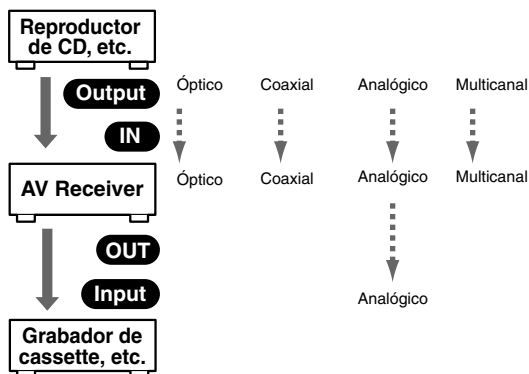 Reproductor
de CD, etc.
Output
Óptico
Coaxial
Analógico
Multicanal
IN
AV Receiver
Óptico
Coaxial
Analógico
Multicanal
OUT
Input
Analógico
Grabador de
cassette, etc.